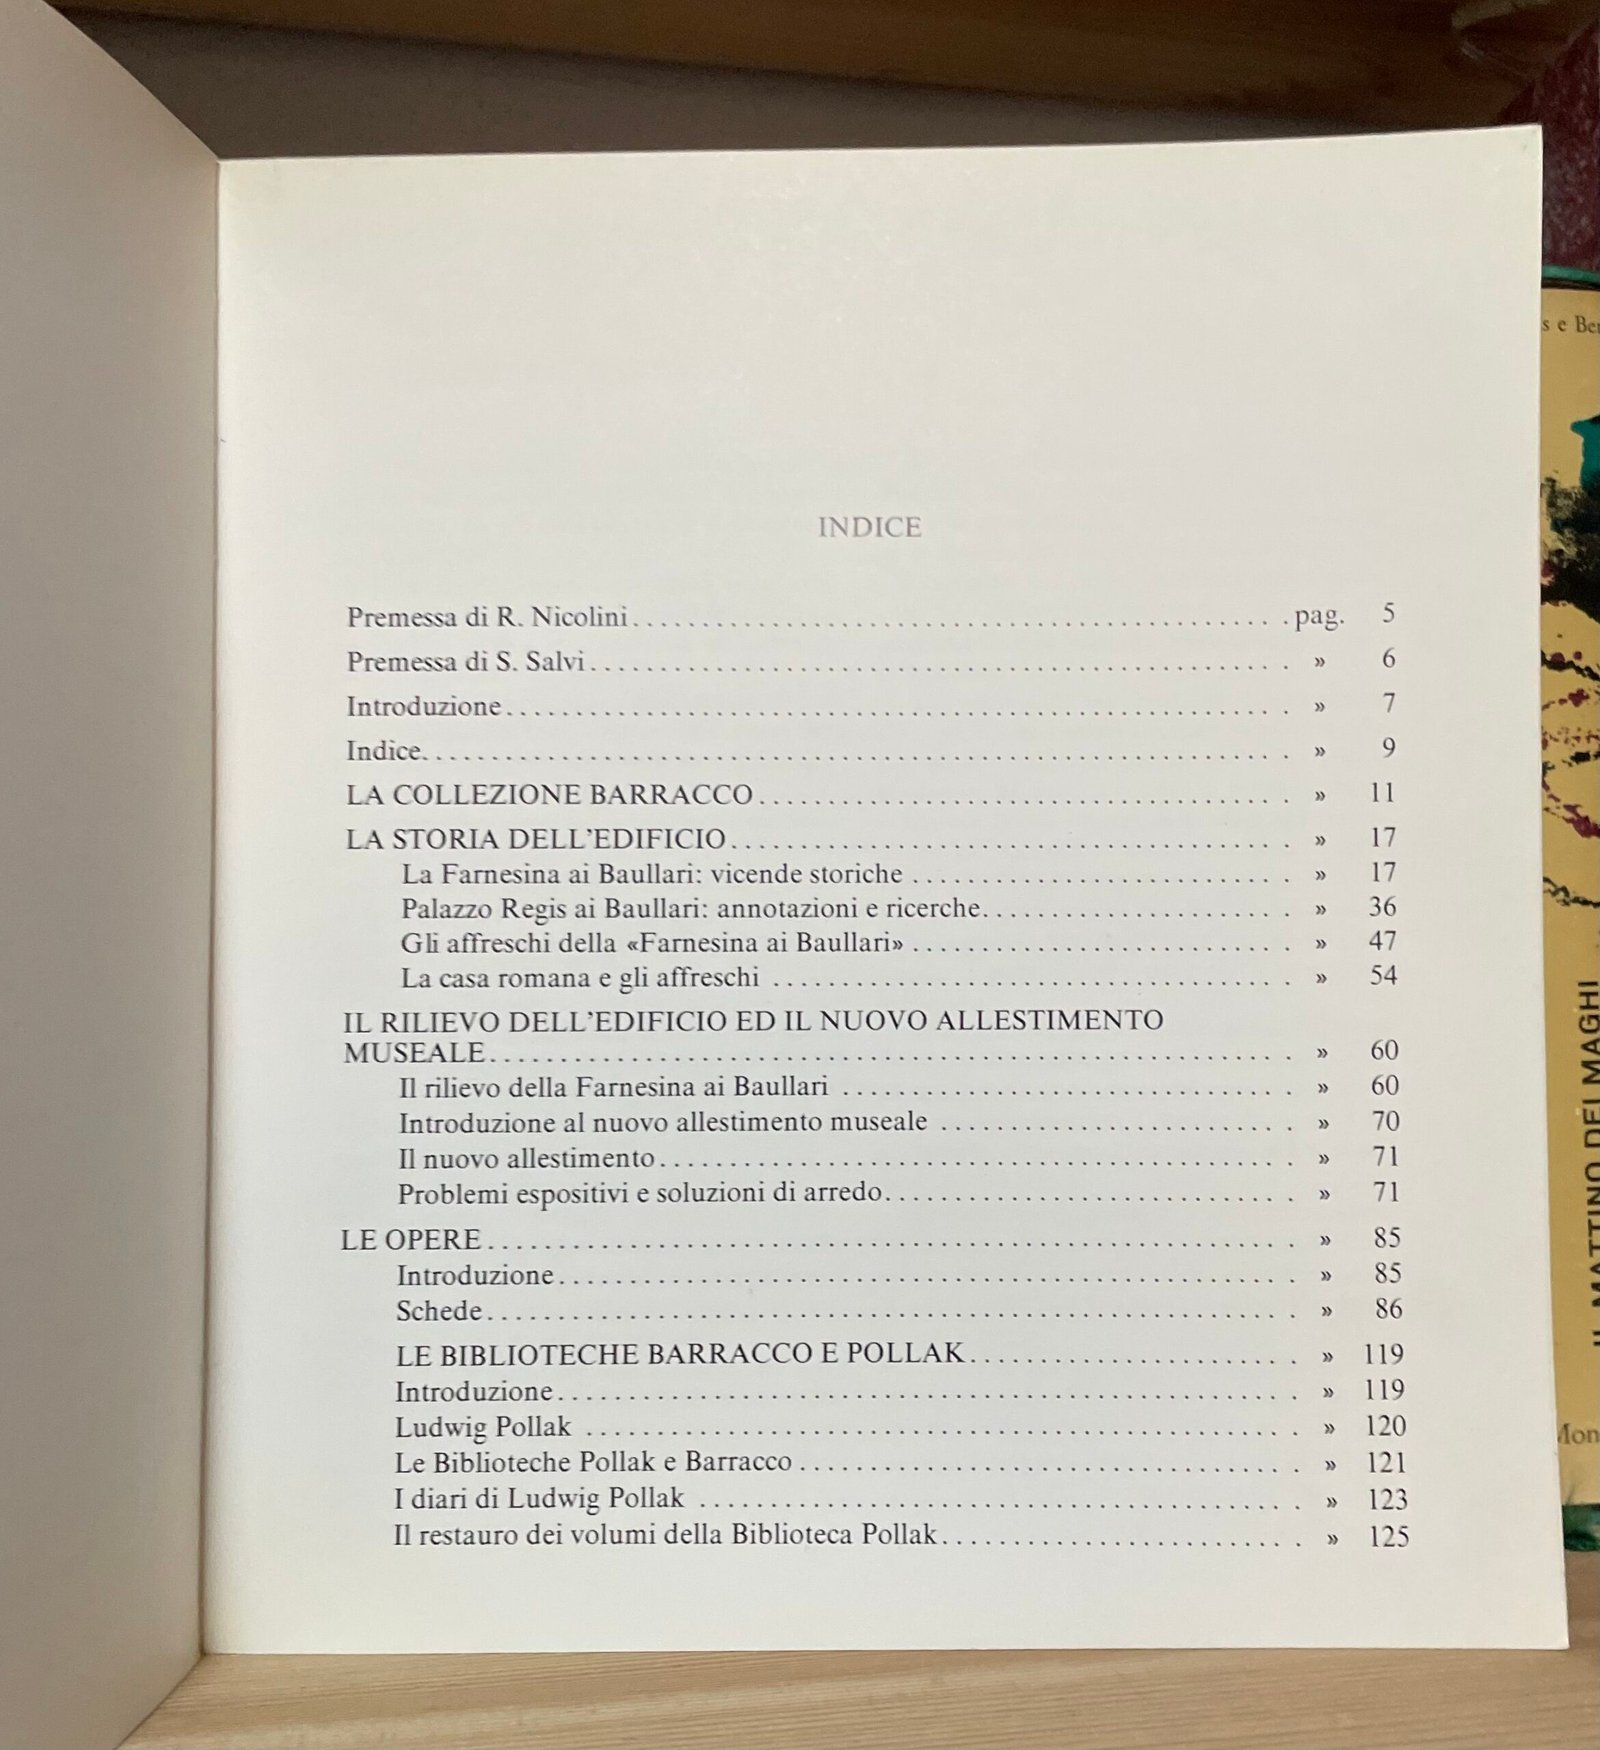 INDICE
Premessa di R. Nicolini. . . . . . . . . . . . . . . . . . . . . . . . . . . . . . . . . . . . . . . . . . . . . . . . pag. 5
Premessa di S. Salvi. . . . . . . . . . . . . . . . . . . . . . . . . . . . . . . . . . . . . . . . . . . . . . . . . . » 6
Introduzione. . . . . . . . . . . . . . . . . . . . . . . . . . . . . . . . . . . . . . . . . . . . . . . . . . . . . . . . » 7
Indice. . . . . . . . . . . . . . . . . . . . . . . . . . . . . . . . . . . . . . . . . . . . . . . . . . . . . . . . . . . . . . » 9
LA COLLEZIONE BARRACCO. . . . . . . . . . . . . . . . . . . . . . . . . . . . . . . . . . . . . . . » 11
LA STORIA DELL'EDIFICIO. . . . . . . . . . . . . . . . . . . . . . . . . . . . . . . . . . . . . . . . . » 17
La Farnesina ai Baullari: vicende storiche . . . . . . . . . . . . . . . . . . . . . . . . . . . . » 17
Palazzo Regis ai Baullari: annotazioni e ricerche. . . . . . . . . . . . . . . . . . . . . . . » 36
Gli affreschi della «Farnesina ai Baullari» . . . . . . . . . . . . . . . . . . . . . . . . . . . . » 47
La casa romana e gli affreschi . . . . . . . . . . . . . . . . . . . . . . . . . . . . . . . . . . . . . . » 54
IL RILIEVO DELL'EDIFICIO ED IL NUOVO ALLESTIMENTO
MUSEALE. . . . . . . . . . . . . . . . . . . . . . . . . . . . . . . . . . . . . . . . . . . . . . . . . . . . . . . . . . » 60
Il rilievo della Farnesina ai Baullari . . . . . . . . . . . . . . . . . . . . . . . . . . . . . . . . . » 60
Introduzione al nuovo allestimento museale . . . . . . . . . . . . . . . . . . . . . . . . . . » 70
Il nuovo allestimento. . . . . . . . . . . . . . . . . . . . . . . . . . . . . . . . . . . . . . . . . . . . . . » 71
Problemi espositivi e soluzioni di arredo. . . . . . . . . . . . . . . . . . . . . . . . . . . . . . » 71
LE OPERE. . . . . . . . . . . . . . . . . . . . . . . . . . . . . . . . . . . . . . . . . . . . . . . . . . . . . . . . . . » 85
Introduzione. . . . . . . . . . . . . . . . . . . . . . . . . . . . . . . . . . . . . . . . . . . . . . . . . . . . . » 85
Schede. . . . . . . . . . . . . . . . . . . . . . . . . . . . . . . . . . . . . . . . . . . . . . . . . . . . . . . . . . » 86
LE BIBLIOTECHE BARRACCO E POLLAK. . . . . . . . . . . . . . . . . . . . . . . . » 119
Introduzione. . . . . . . . . . . . . . . . . . . . . . . . . . . . . . . . . . . . . . . . . . . . . . . . . . . . . » 119
Ludwig Pollak . . . . . . . . . . . . . . . . . . . . . . . . . . . . . . . . . . . . . . . . . . . . . . . . . . . » 120
Le Biblioteche Pollak e Barracco . . . . . . . . . . . . . . . . . . . . . . . . . . . . . . . . . . . . » 121
I diari di Ludwig Pollak . . . . . . . . . . . . . . . . . . . . . . . . . . . . . . . . . . . . . . . . . . . » 123
Il restauro dei volumi della Biblioteca Pollak. . . . . . . . . . . . . . . . . . . . . . . . . . » 125
s e Ber
IL MATTINO DEI MAGHI
Mon